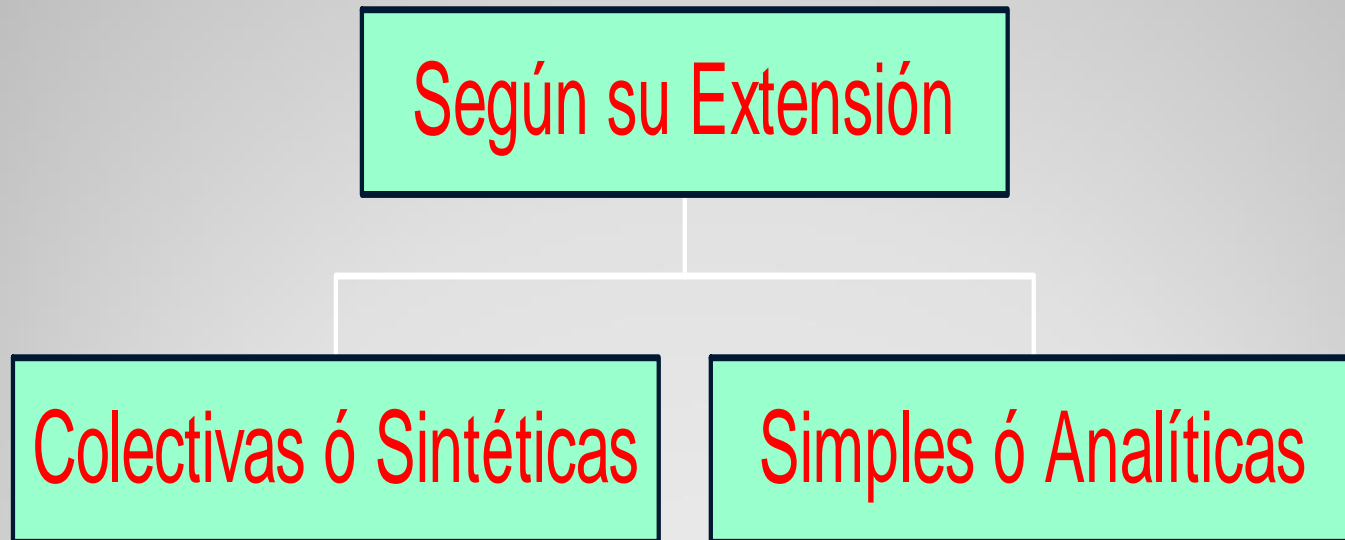 Según su Extensión
Colectivas ó Sintéticas
Simples ó Analíticas